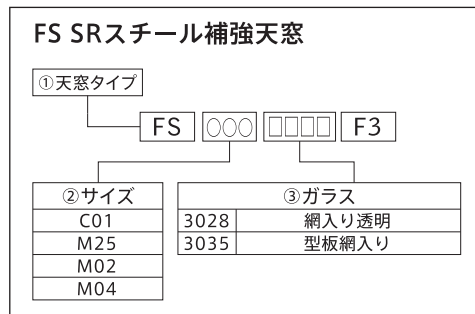 FS SRスチール補強天窓
①天窓タイプ
FS ○○○ □□□□ F3
②サイズ
C01
M25
M02
M04
③ガラス
3028 網入り透明
3035 型板網入り